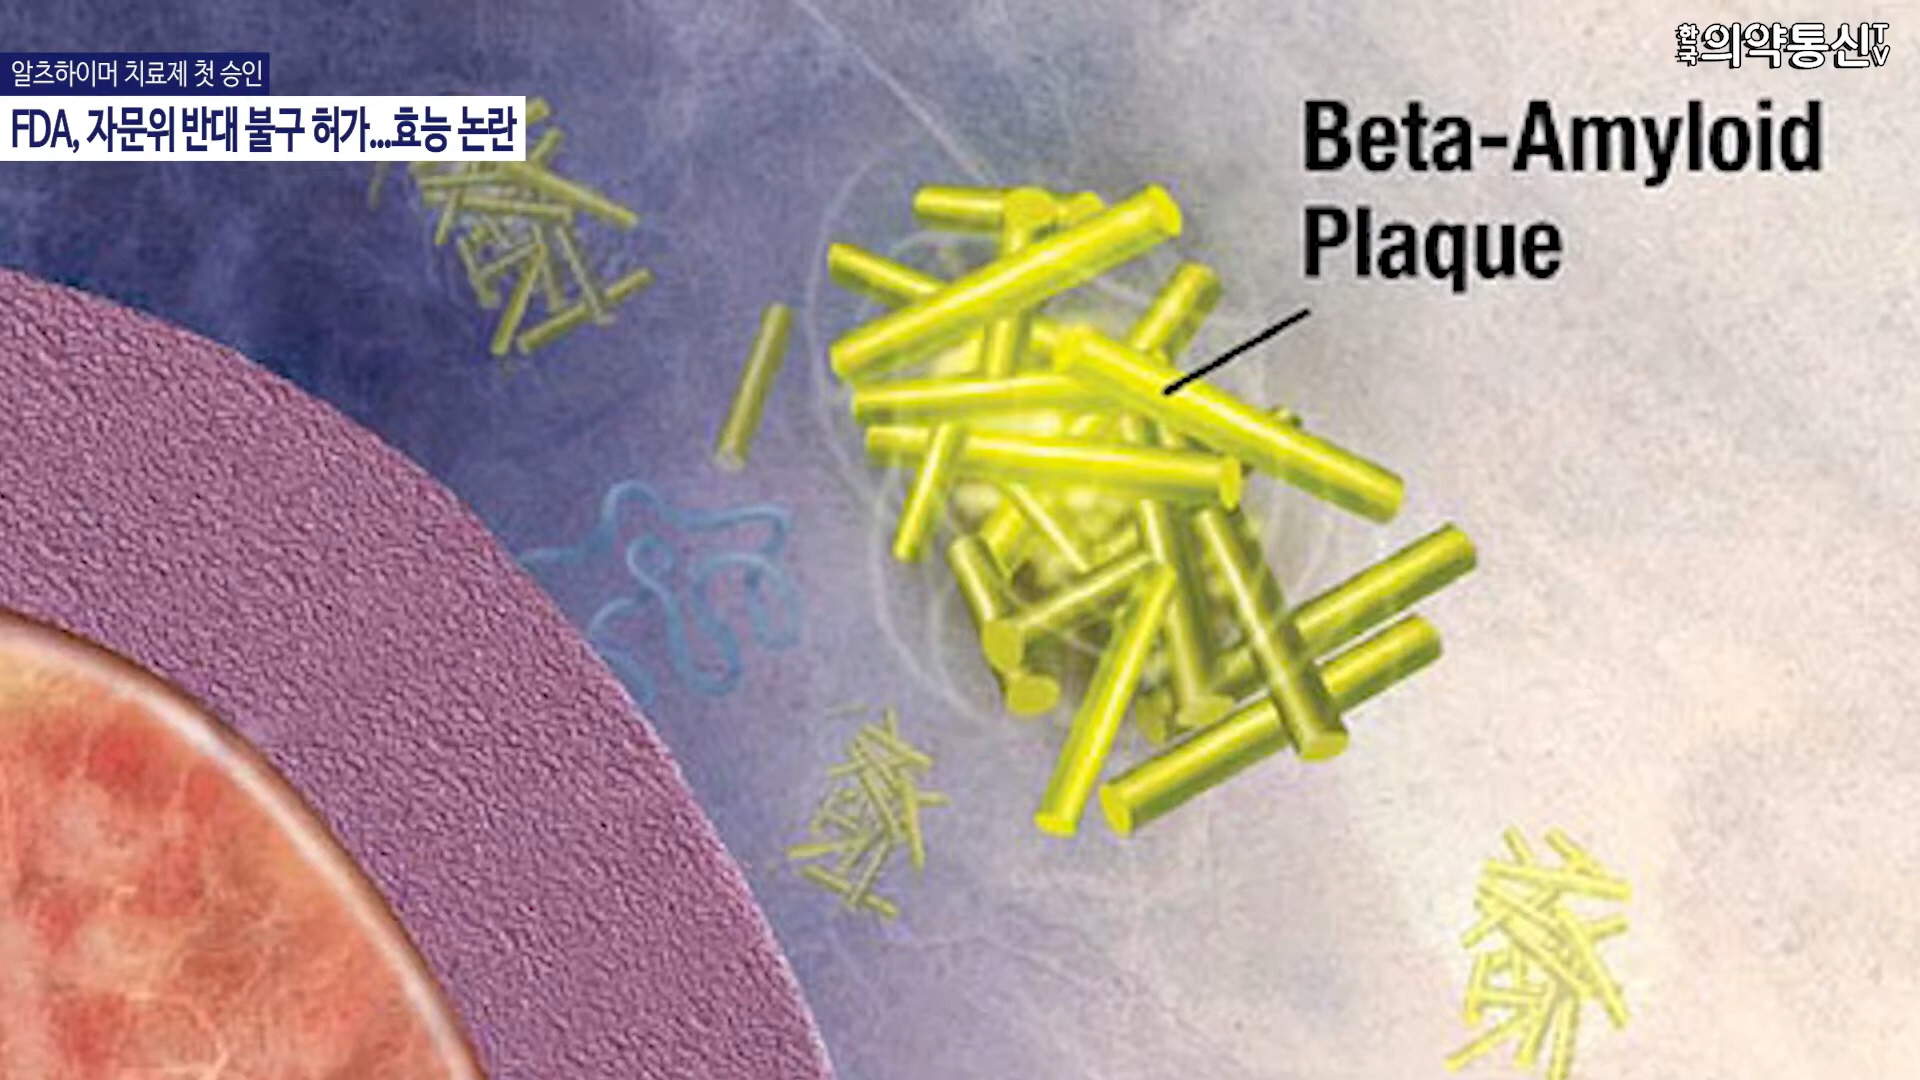 알츠하이머 치료제 첫 승인
FDA, 자문위 반대 불구 허가...효능 논란
한국의약통신TV
Beta-Amyloid
Plaque